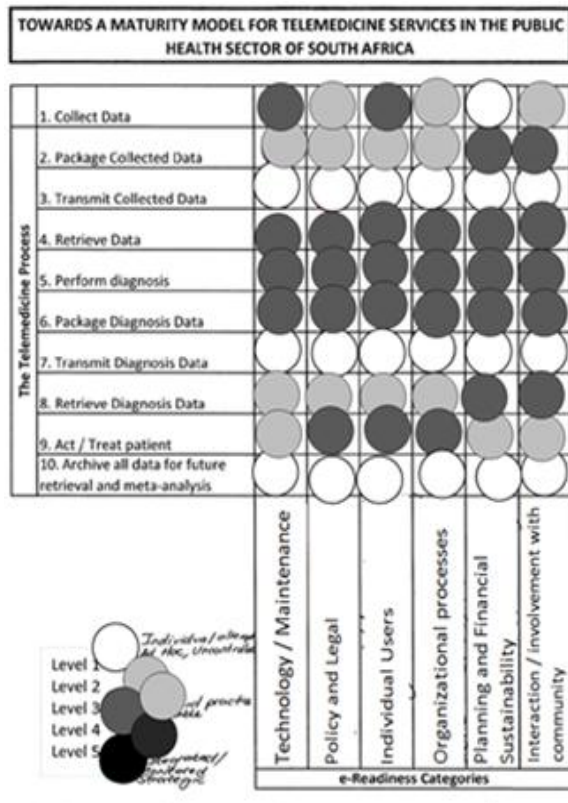 TOWARDS A MATURITY MODEL FOR TELEMEDICINE SERVICES IN THE PUBLIC
HEALTH SECTOR OF SOUTH AFRICA
The Telemedicine Process
1. Collect Data
2. Package Collected Data
3. Transmit Collected Data
4. Retrieve Data
5. Perform diagnosis
6. Package Diagnosis Data
7. Transmit Diagnosis Data
8. Retrieve Diagnosis Data
9. Act / Treat patient
10. Archive all data for future
retrieval and meta-analysis
Technology / Maintenance
Policy and Legal
Individual Users
Organizational processes
Planning and Financial
Sustainability
Interaction / involvement with
community
e-Readiness Categories
Level 1
Level 2
Level 3
Level 4
Level 5
Ad Hoc,